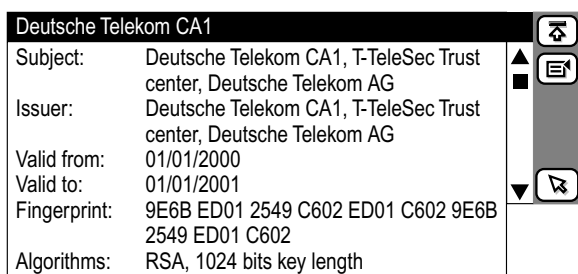 Deutsche Telekom CA1
Subject: Deutsche Telekom CA1, T-TeleSec Trust
center, Deutsche Telekom AG
Issuer: Deutsche Telekom CA1, T-TeleSec Trust
center, Deutsche Telekom AG
Valid from: 01/01/2000
Valid to: 01/01/2001
Fingerprint: 9E6B ED01 2549 C602 ED01 C602 9E6B
2549 ED01 C602
Algorithms: RSA, 1024 bits key length